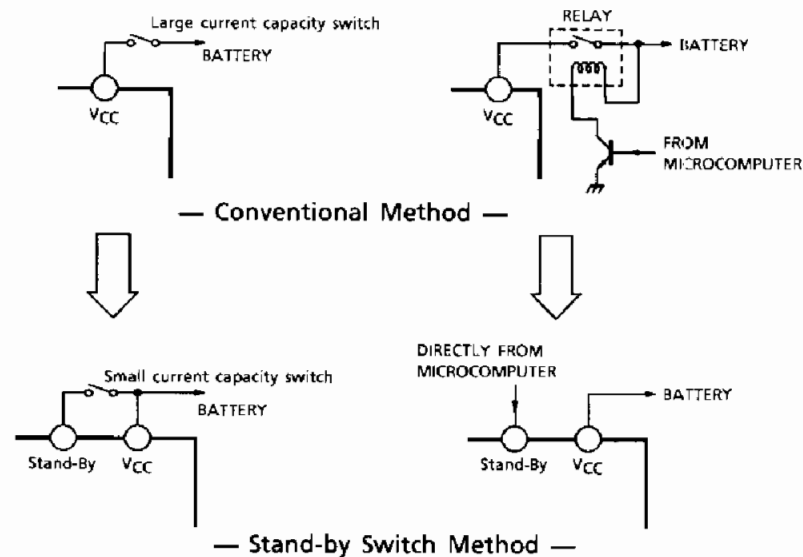 Large current capacity switch
BATTERY
VCC
RELAY
BATTERY
VCC
FROM
MICROCOMPUTER
— Conventional Method —
Small current capacity switch
BATTERY
Stand-By
VCC
DIRECTLY FROM
MICROCOMPUTER
BATTERY
Stand-By
VCC
— Stand-by Switch Method —